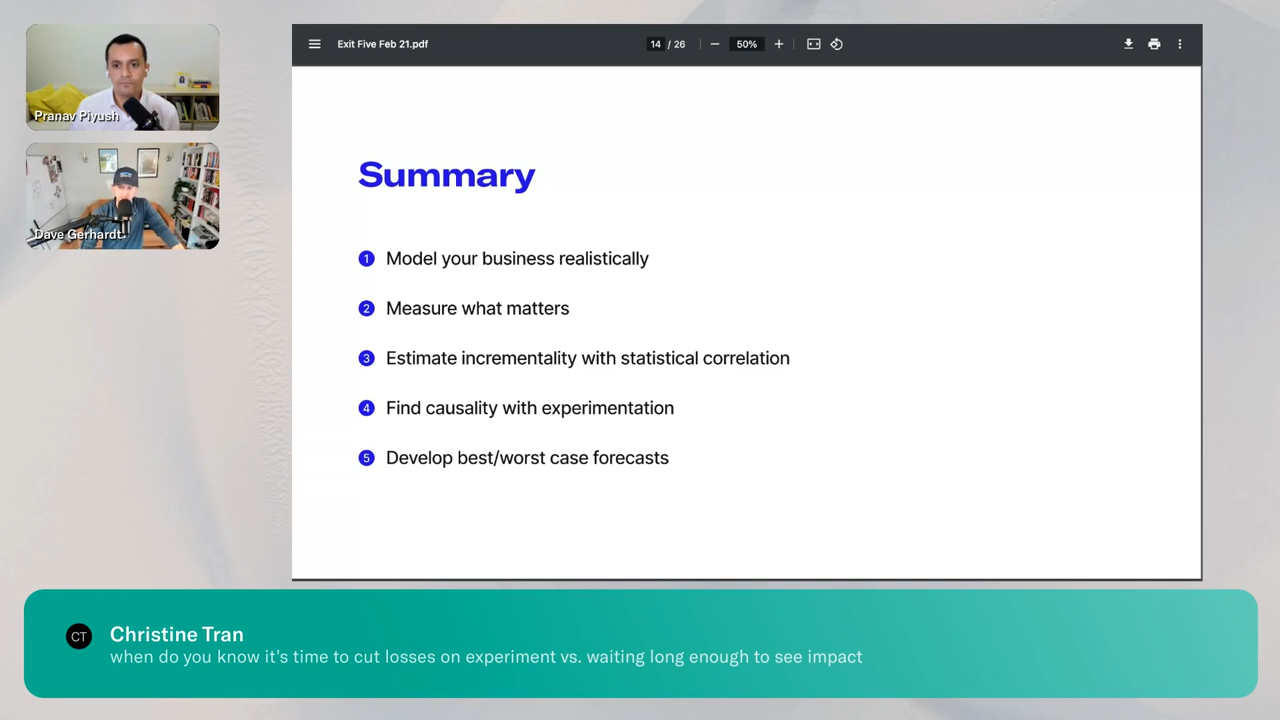 Pranav Piyush
Dave Gerhardt
Exit Five Feb 21.pdf
14 / 26
50%
Summary
1 Model your business realistically
2 Measure what matters
3 Estimate incrementality with statistical correlation
4 Find causality with experimentation
5 Develop best/worst case forecasts
CT
Christine Tran
when do you know it's time to cut losses on experiment vs. waiting long enough to see impact